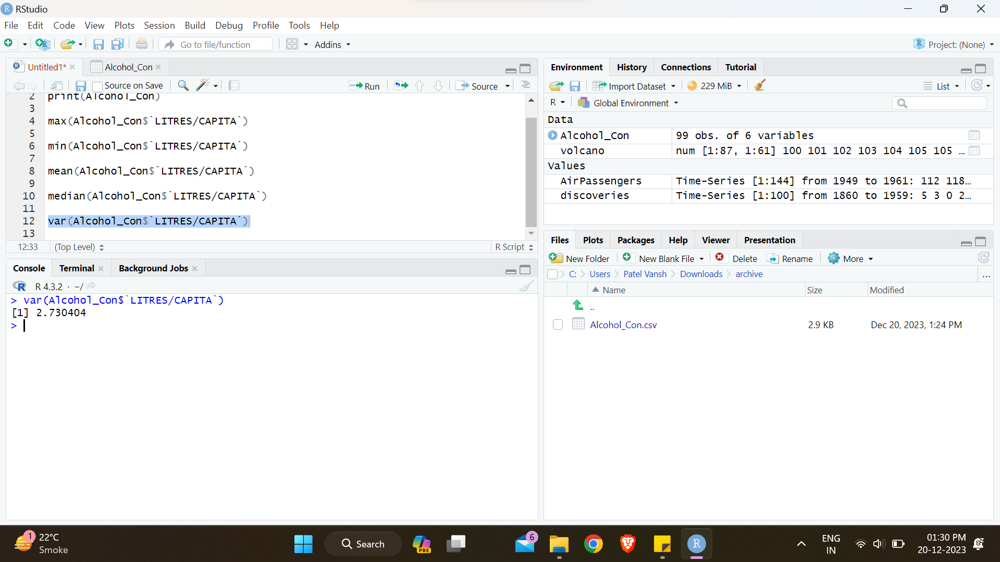 RStudio
File Edit Code View Plots Session Build Debug Profile Tools Help
Go to file/function Addins Project: (None)
Untitled1* Alcohol_Con
Source on Save Run Source
2 print(Alcohol_Con)
3
4 max(Alcohol_Con$`LITRES/CAPITA`)
5
6 min(Alcohol_Con$`LITRES/CAPITA`)
7
8 mean(Alcohol_Con$`LITRES/CAPITA`)
9
10 median(Alcohol_Con$`LITRES/CAPITA`)
11
12 var(Alcohol_Con$`LITRES/CAPITA`)
13
12:33 (Top Level) R Script
Console Terminal Background Jobs
R 4.3.2 · ~/
> var(Alcohol_Con$`LITRES/CAPITA`)
[1] 2.730404
>
Environment History Connections Tutorial
Import Dataset 229 MiB List
R Global Environment
Data
Alcohol_Con 99 obs. of 6 variables
volcano num [1:87, 1:61] 100 101 102 103 104 105 105 …
Values
AirPassengers Time-Series [1:144] from 1949 to 1961: 112 118…
discoveries Time-Series [1:100] from 1860 to 1959: 5 3 0 2…
Files Plots Packages Help Viewer Presentation
New Folder New Blank File Delete Rename More
C: Users Patel Vansh Downloads archive ...
Name Size Modified
..
Alcohol_Con.csv 2.9 KB Dec 20, 2023, 1:24 PM
1 22°C
Smoke
Search
PRE
6
R
ENG
IN
01:30 PM
20-12-2023